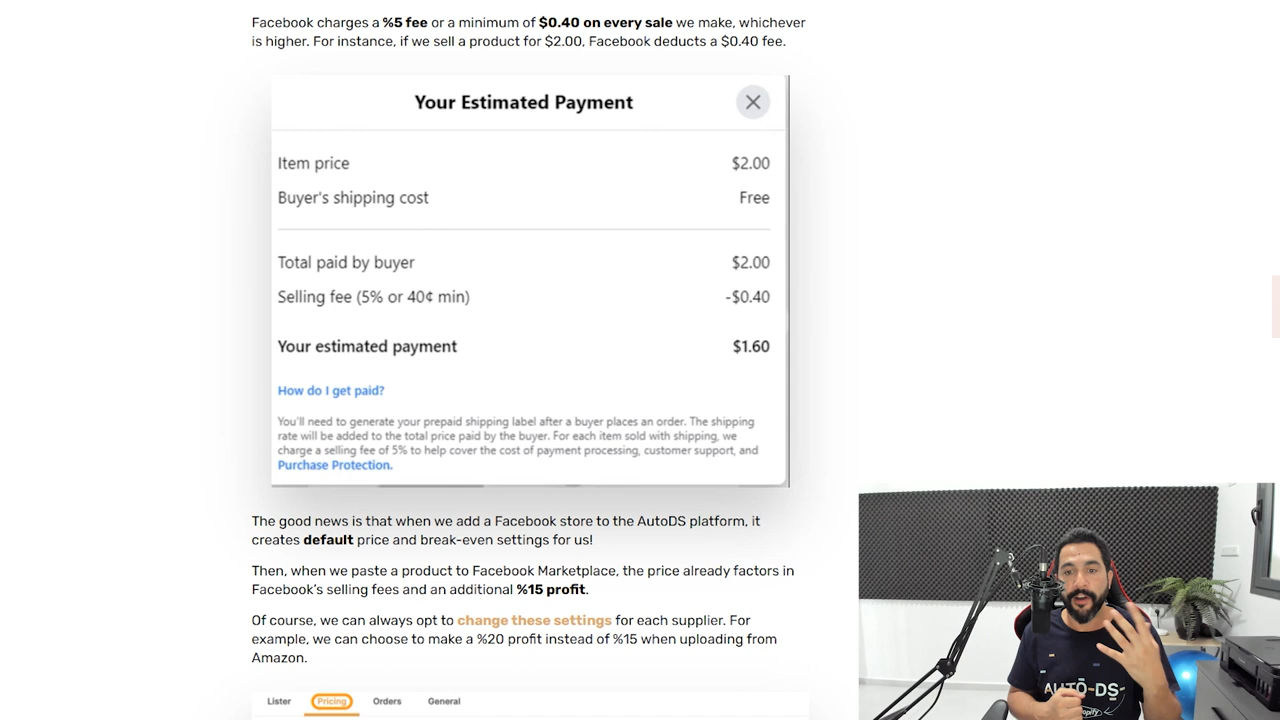 Facebook charges a %5 fee or a minimum of $0.40 on every sale we make, whichever
is higher. For instance, if we sell a product for $2.00, Facebook deducts a $0.40 fee.
Your Estimated Payment
Item price $2.00
Buyer's shipping cost Free
Total paid by buyer $2.00
Selling fee (5% or 40¢ min) -$0.40
Your estimated payment $1.60
How do I get paid?
You'll need to generate your prepaid shipping label after a buyer places an order. The shipping
rate will be added to the total price paid by the buyer. For each item sold with shipping, we
charge a selling fee of 5% to help cover the cost of payment processing, customer support, and
Purchase Protection.
The good news is that when we add a Facebook store to the AutoDS platform, it
creates default price and break-even settings for us!
Then, when we paste a product to Facebook Marketplace, the price already factors in
Facebook's selling fees and an additional %15 profit.
Of course, we can always opt to change these settings for each supplier. For
example, we can choose to make a %20 profit instead of %15 when uploading from
Amazon.
Lister Pricing Orders General
AUTO-DS
shopify